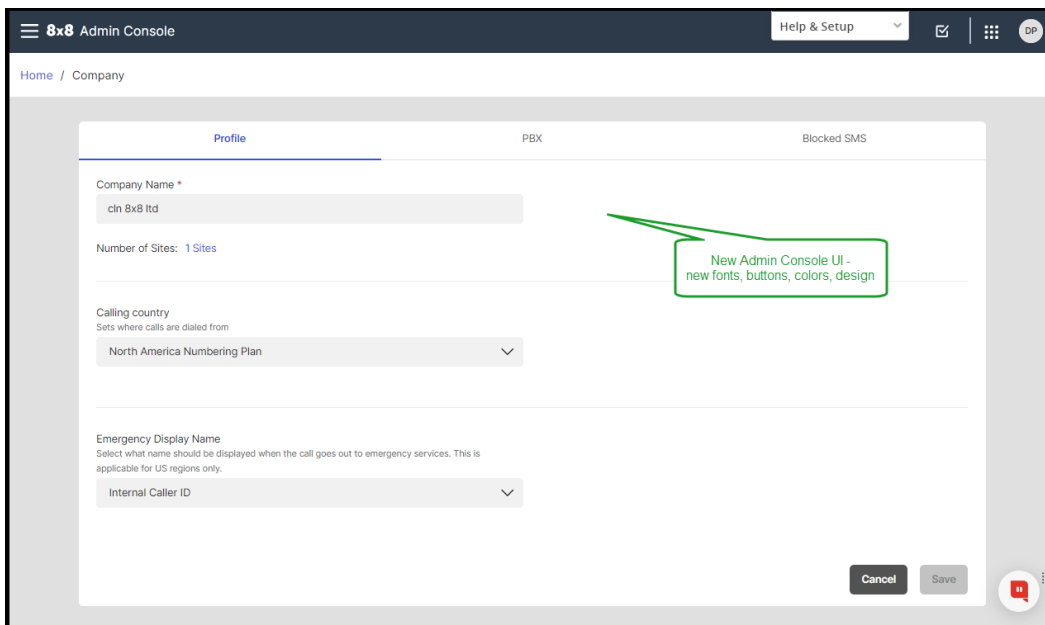 8x8 Admin Console
Help & Setup
DP
Home / Company
Profile
PBX
Blocked SMS
Company Name *
cln 8x8 ltd
Number of Sites: 1 Sites
New Admin Console UI -
new fonts, buttons, colors, design
Calling country
Sets where calls are dialed from
North America Numbering Plan
Emergency Display Name
Select what name should be displayed when the call goes out to emergency services. This is
applicable for US regions only.
Internal Caller ID
Cancel
Save